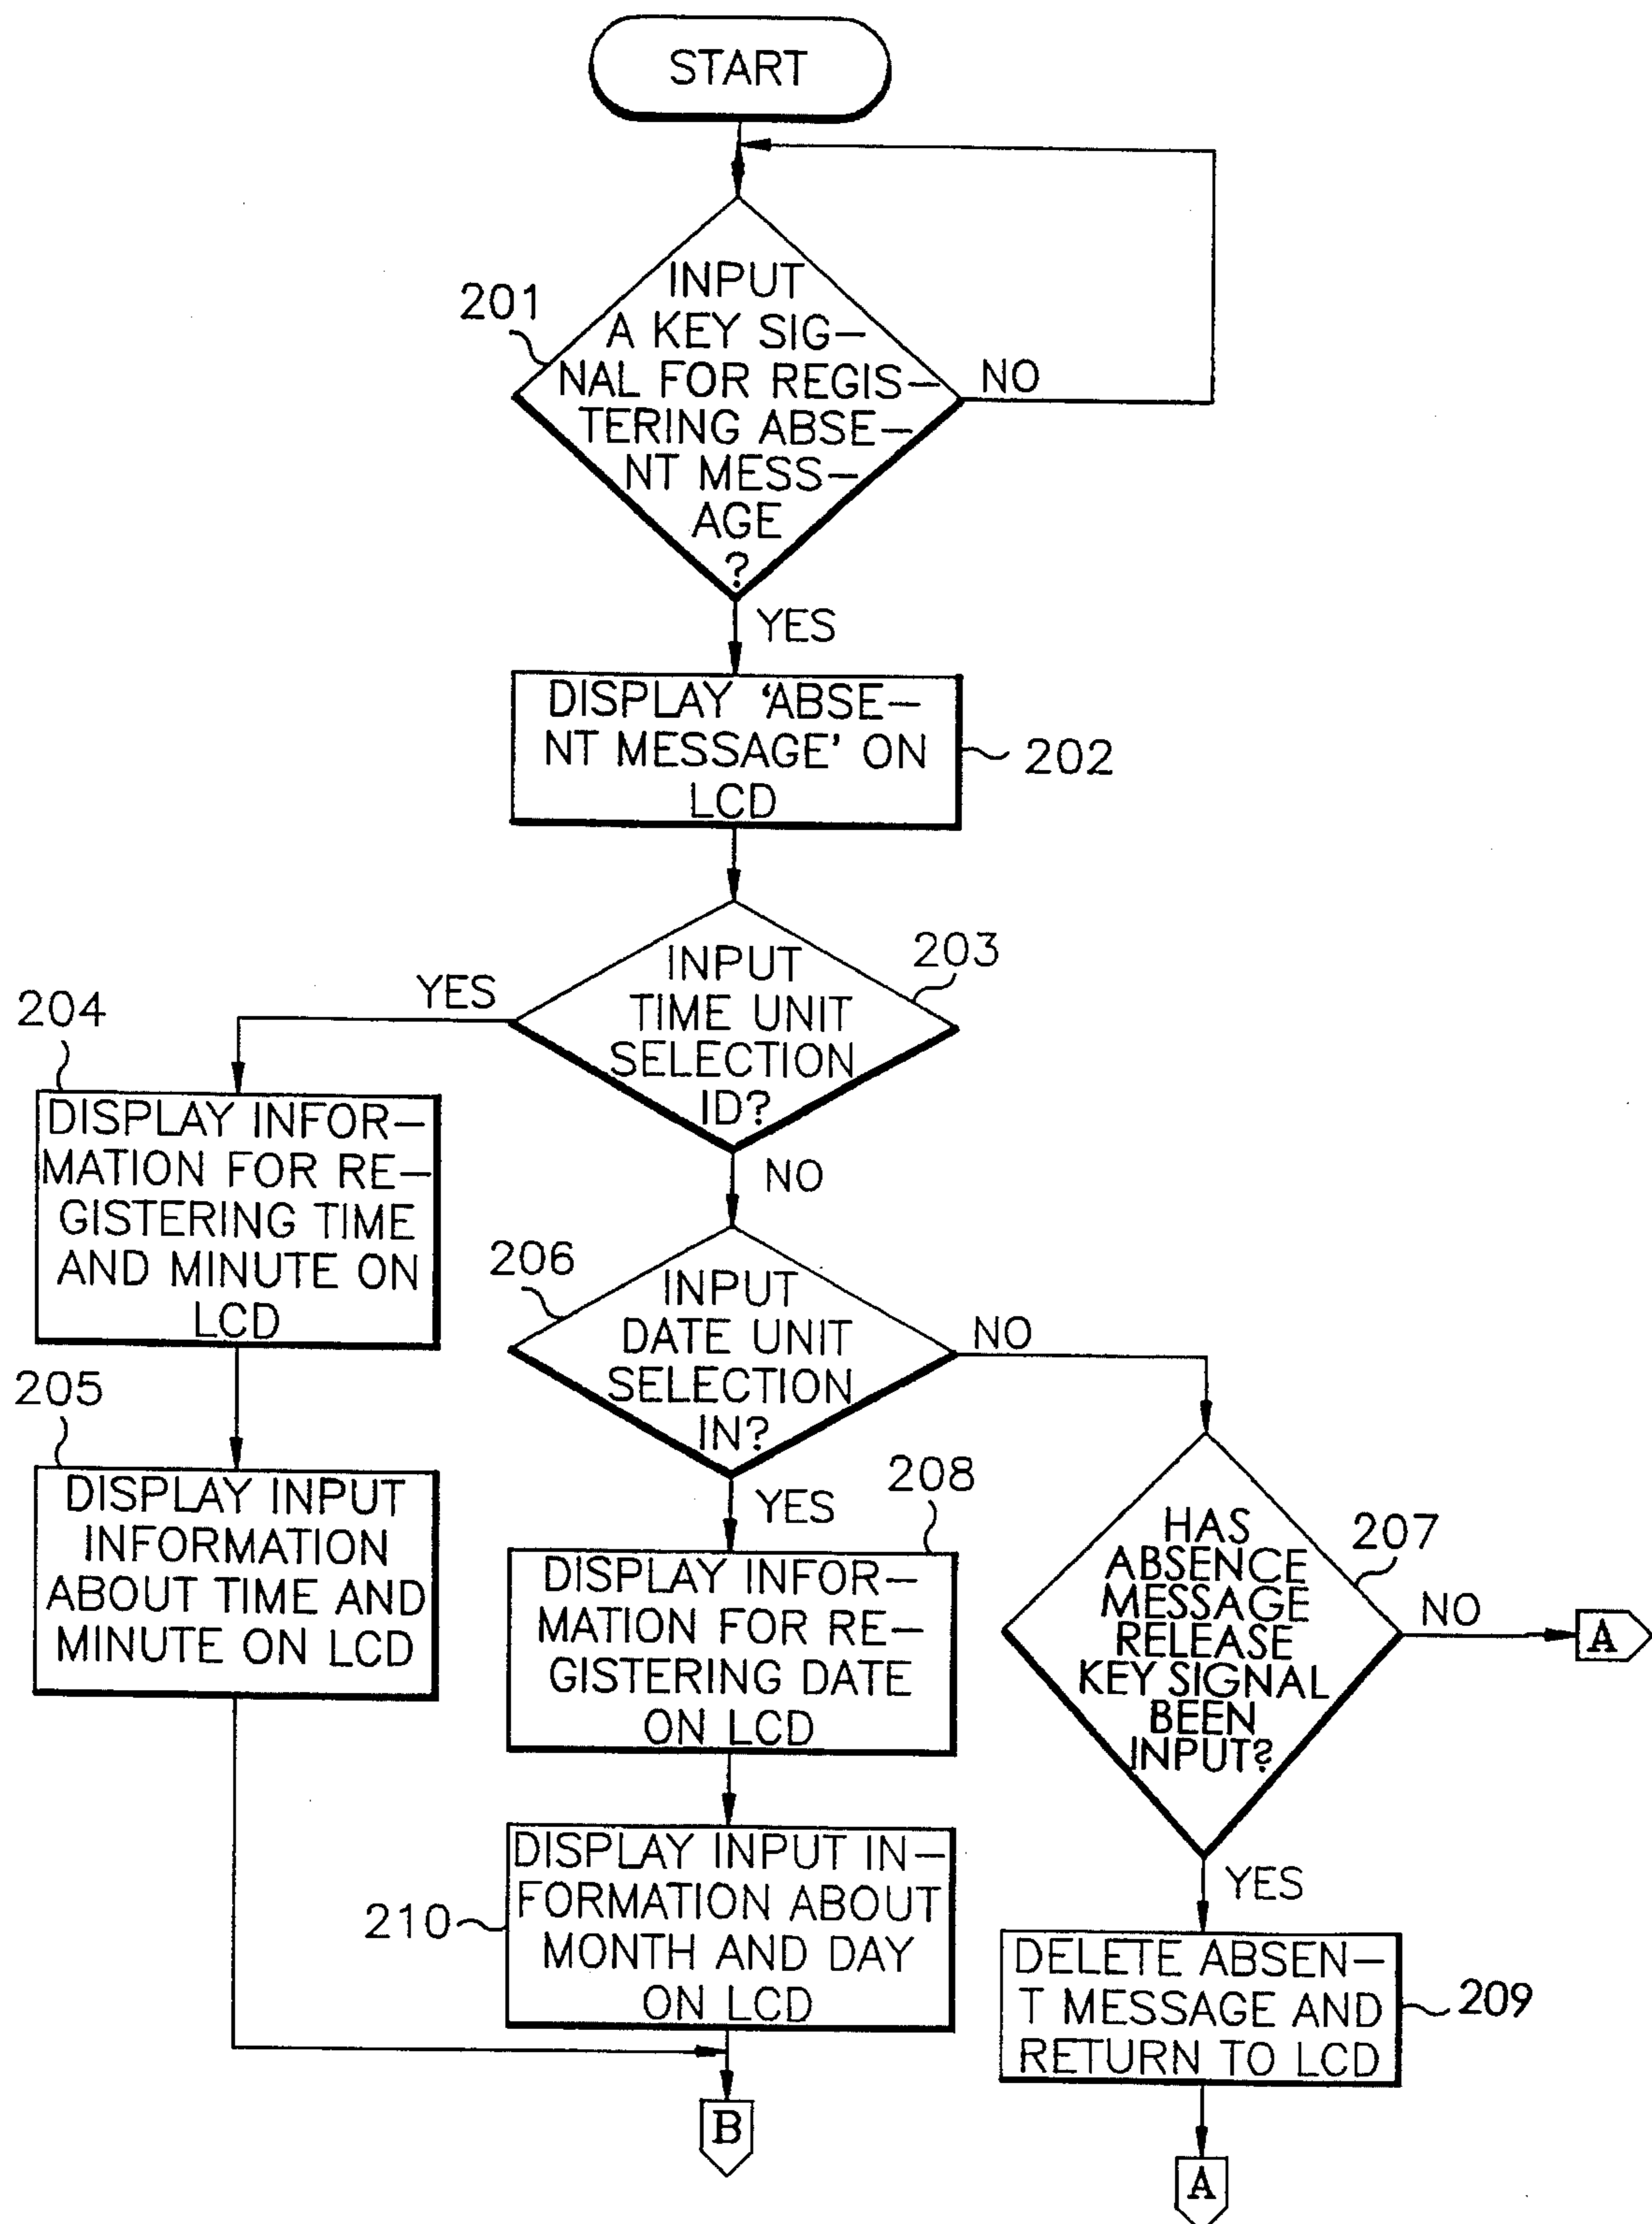 START
201
INPUT
A KEY SIG—
NAL FOR REGIS—
TERING ABSE—
NT MESS—
AGE
?
NO
YES
DISPLAY ‘ABSE—
NT MESSAGE’ ON
LCD
202
203
INPUT
TIME UNIT
SELECTION
ID?
YES
NO
204
DISPLAY INFOR—
MATION FOR RE—
GISTERING TIME
AND MINUTE ON
LCD
205
DISPLAY INPUT
INFORMATION
ABOUT TIME AND
MINUTE ON LCD
206
INPUT
DATE UNIT
SELECTION
IN?
NO
YES
208
DISPLAY INFOR—
MATION FOR RE—
GISTERING DATE
ON LCD
210
DISPLAY INPUT IN—
FORMATION ABOUT
MONTH AND DAY
ON LCD
B
207
HAS
ABSENCE
MESSAGE
RELEASE
KEY SIGNAL
BEEN
INPUT?
NO
A
YES
DELETE ABSEN—
T MESSAGE AND
RETURN TO LCD
209
A